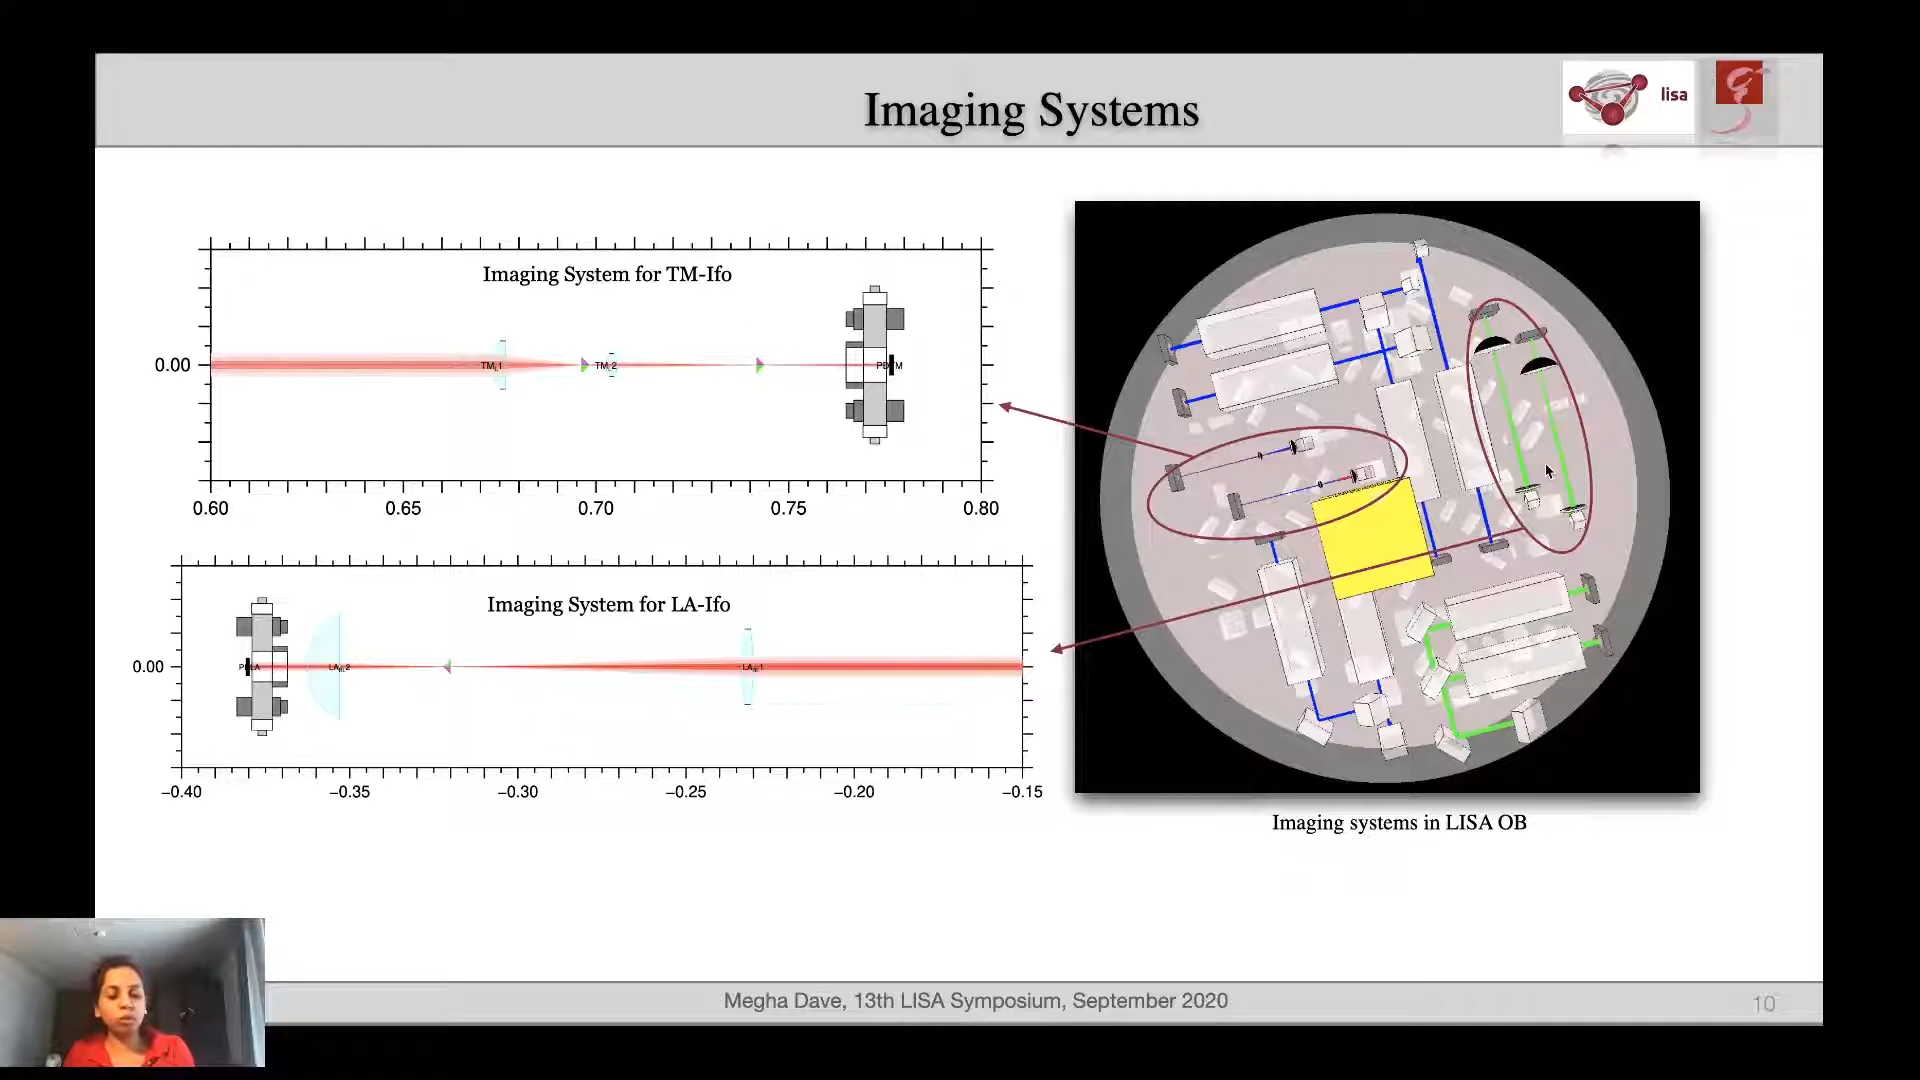 Imaging Systems
lisa
Imaging System for TM-Ifo
0.00
0.60 0.65 0.70 0.75 0.80
Imaging System for LA-Ifo
0.00
−0.40 −0.35 −0.30 −0.25 −0.20 −0.15
Imaging systems in LISA OB
Megha Dave, 13th LISA Symposium, September 2020
10